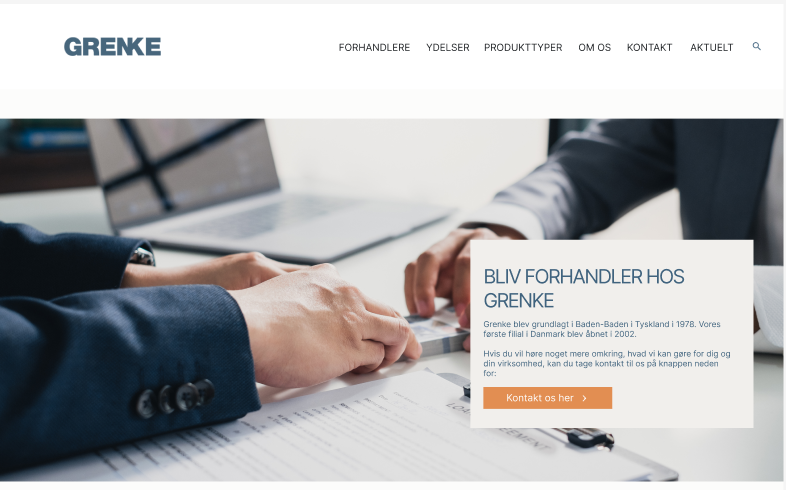 GRENKE
FORHANDLERE YDELSER PRODUKTTYPER OM OS KONTAKT AKTUELT
BLIV FORHANDLER HOS
GRENKE
Grenke blev grundlagt i Baden-Baden i Tyskland i 1978. Vores
første filial i Danmark blev åbnet i 2002.
Hvis du vil høre noget mere omkring, hvad vi kan gøre for dig og
din virksomhed, kan du tage kontakt til os på knappen neden
for:
Kontakt os her